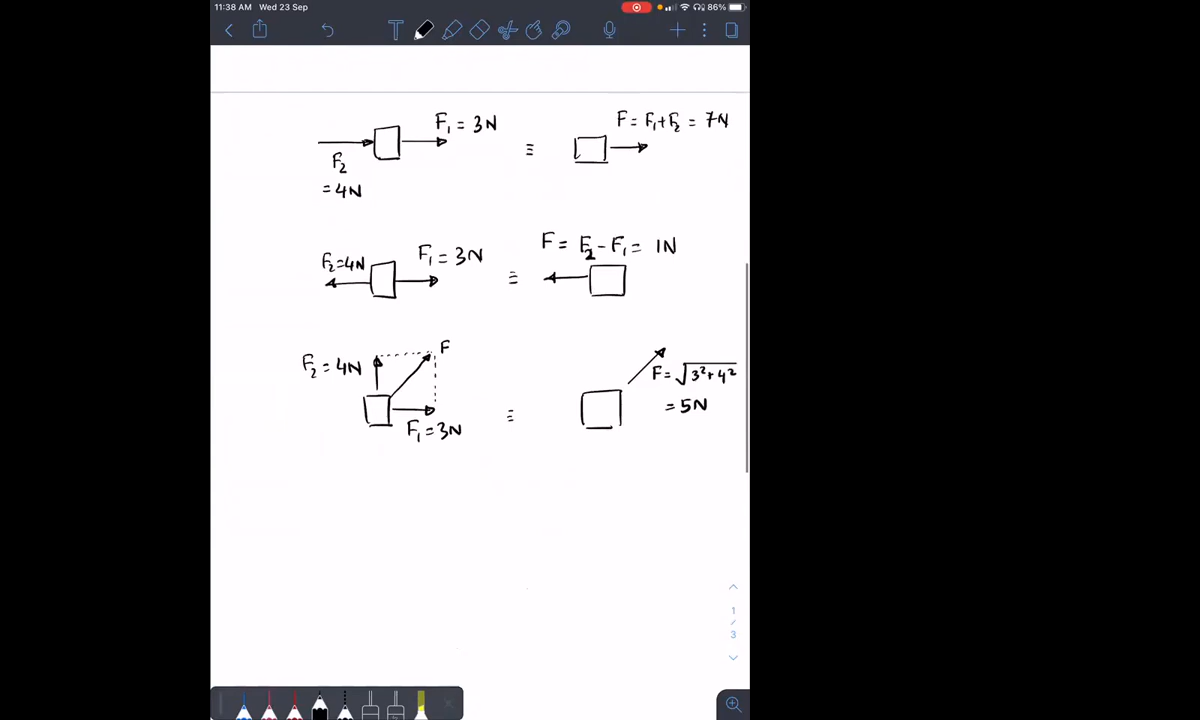 11:38 AM Wed 23 Sep
86%
T
F₁ = 3N
F = F₁+F₂ = 7N
≡
F₂
= 4N
F₂=4N
F₁ = 3N
F = F₂ - F₁ = 1N
≡
F₂ = 4N
F
F = √3²+4²
= 5N
F₁ = 3N
≡
1
/
3